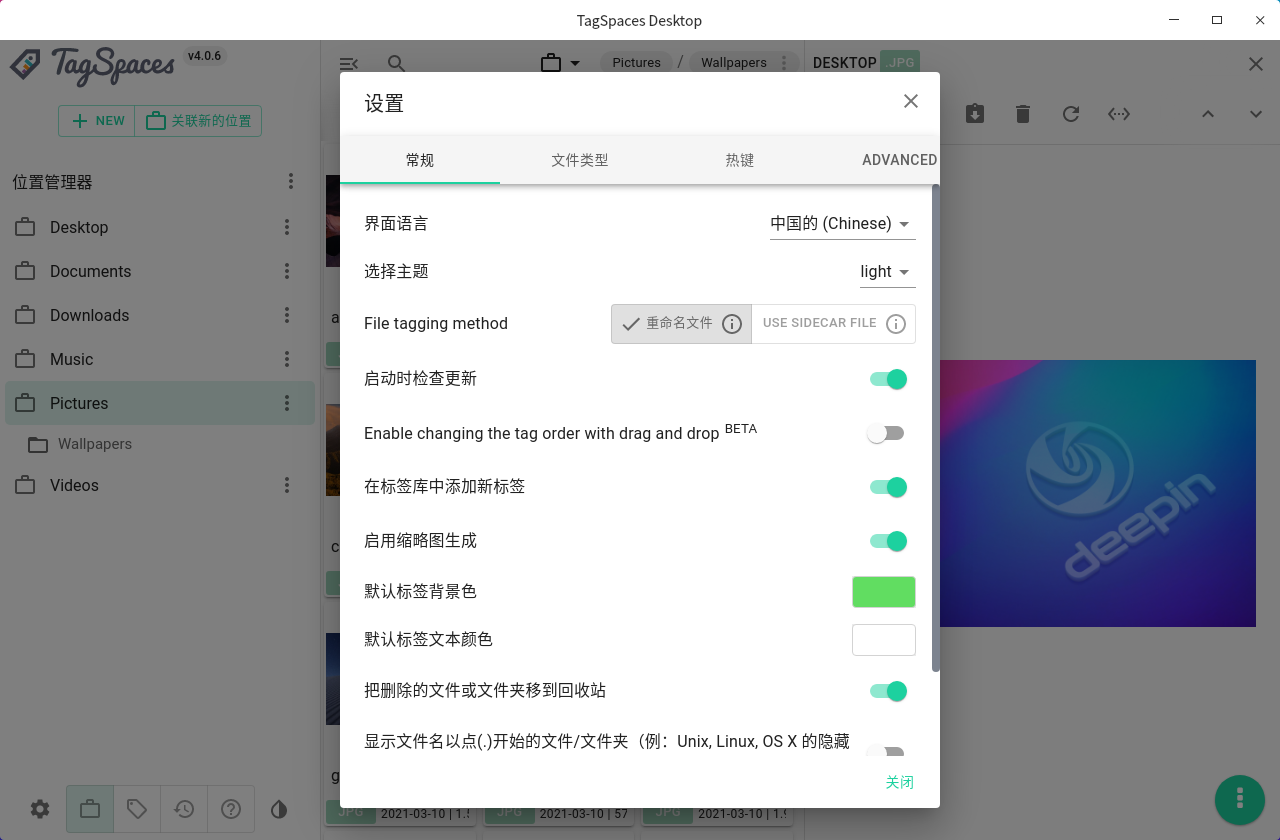 TagSpaces Desktop
TagSpaces v4.0.6
Pictures / Wallpapers
DESKTOP .JPG
NEW 关联新的位置
设置
常规 文件类型 热键 ADVANCED
位置管理器
Desktop
Documents
Downloads
Music
Pictures
Wallpapers
Videos
界面语言 中国的 (Chinese)
选择主题 light
File tagging method 重命名文件 USE SIDECAR FILE
启动时检查更新
Enable changing the tag order with drag and drop BETA
在标签库中添加新标签
启用缩略图生成
默认标签背景色
默认标签文本颜色
把删除的文件或文件夹移到回收站
显示文件名以点(.)开始的文件/文件夹（例：Unix, Linux, OS X 的隐藏
关闭
deepin
a
c
g
JPG 2021-03-10 | 1.
JPG 2021-03-10 | 57
JPG 2021-03-10 | 1.